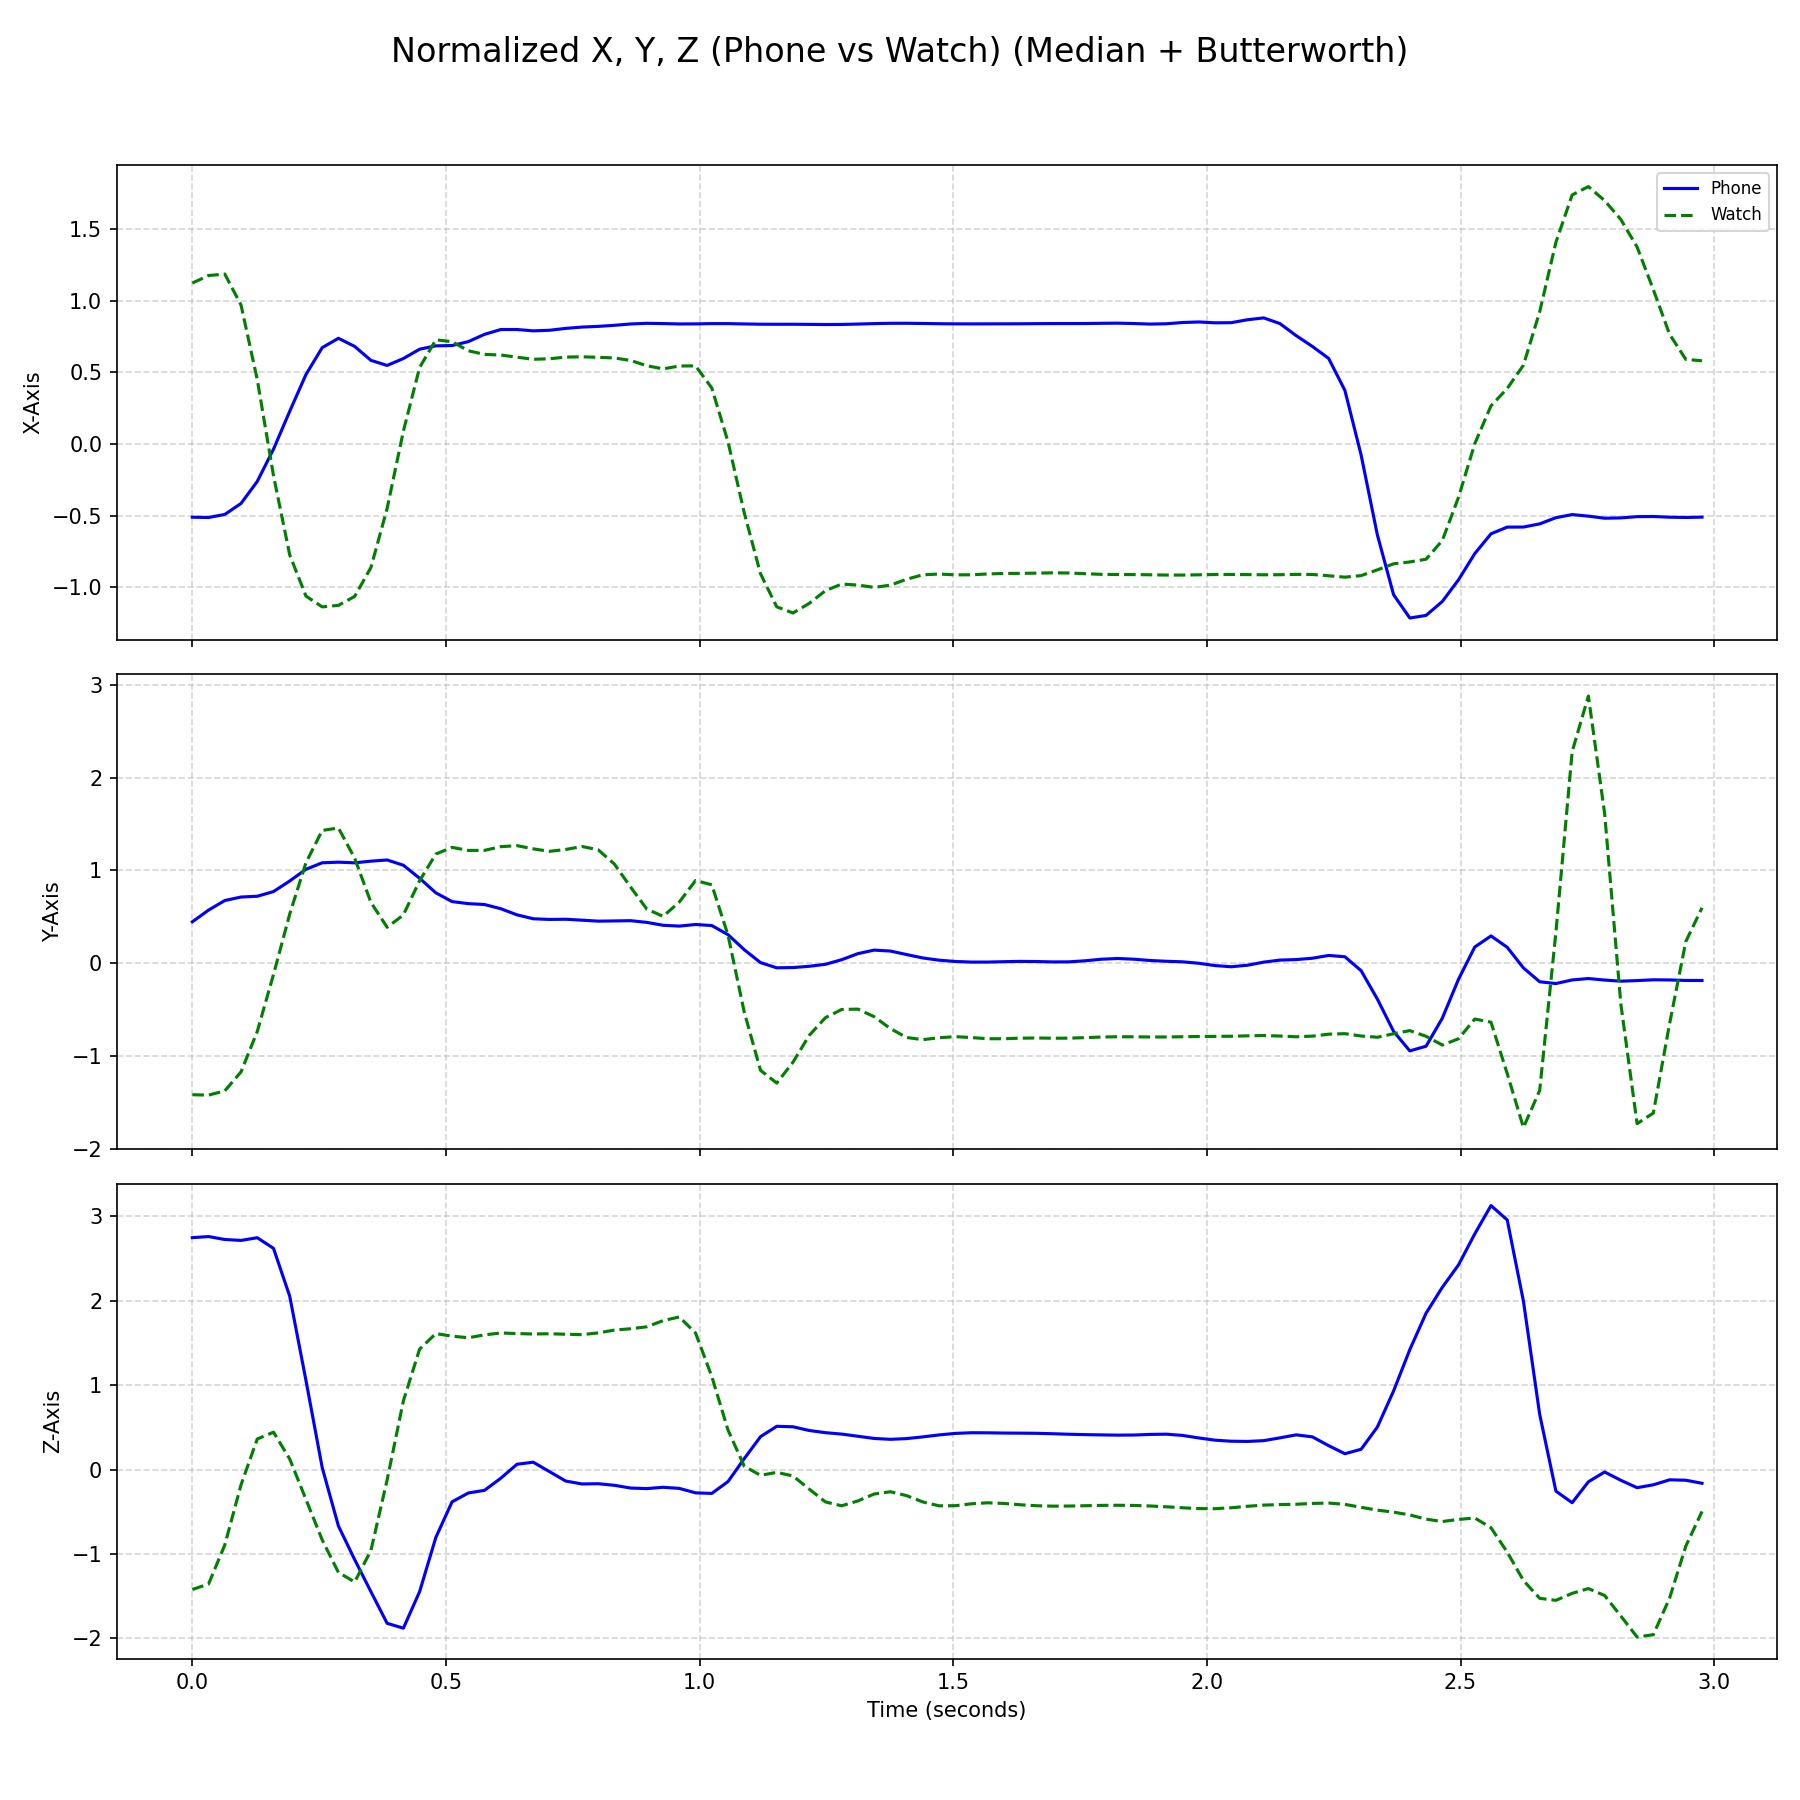 Normalized X, Y, Z (Phone vs Watch) (Median + Butterworth)
Phone
Watch
1.5
1.0
0.5
0.0
−0.5
−1.0
X-Axis
3
2
1
0
−1
−2
Y-Axis
3
2
1
0
−1
−2
Z-Axis
0.0 0.5 1.0 1.5 2.0 2.5 3.0
Time (seconds)